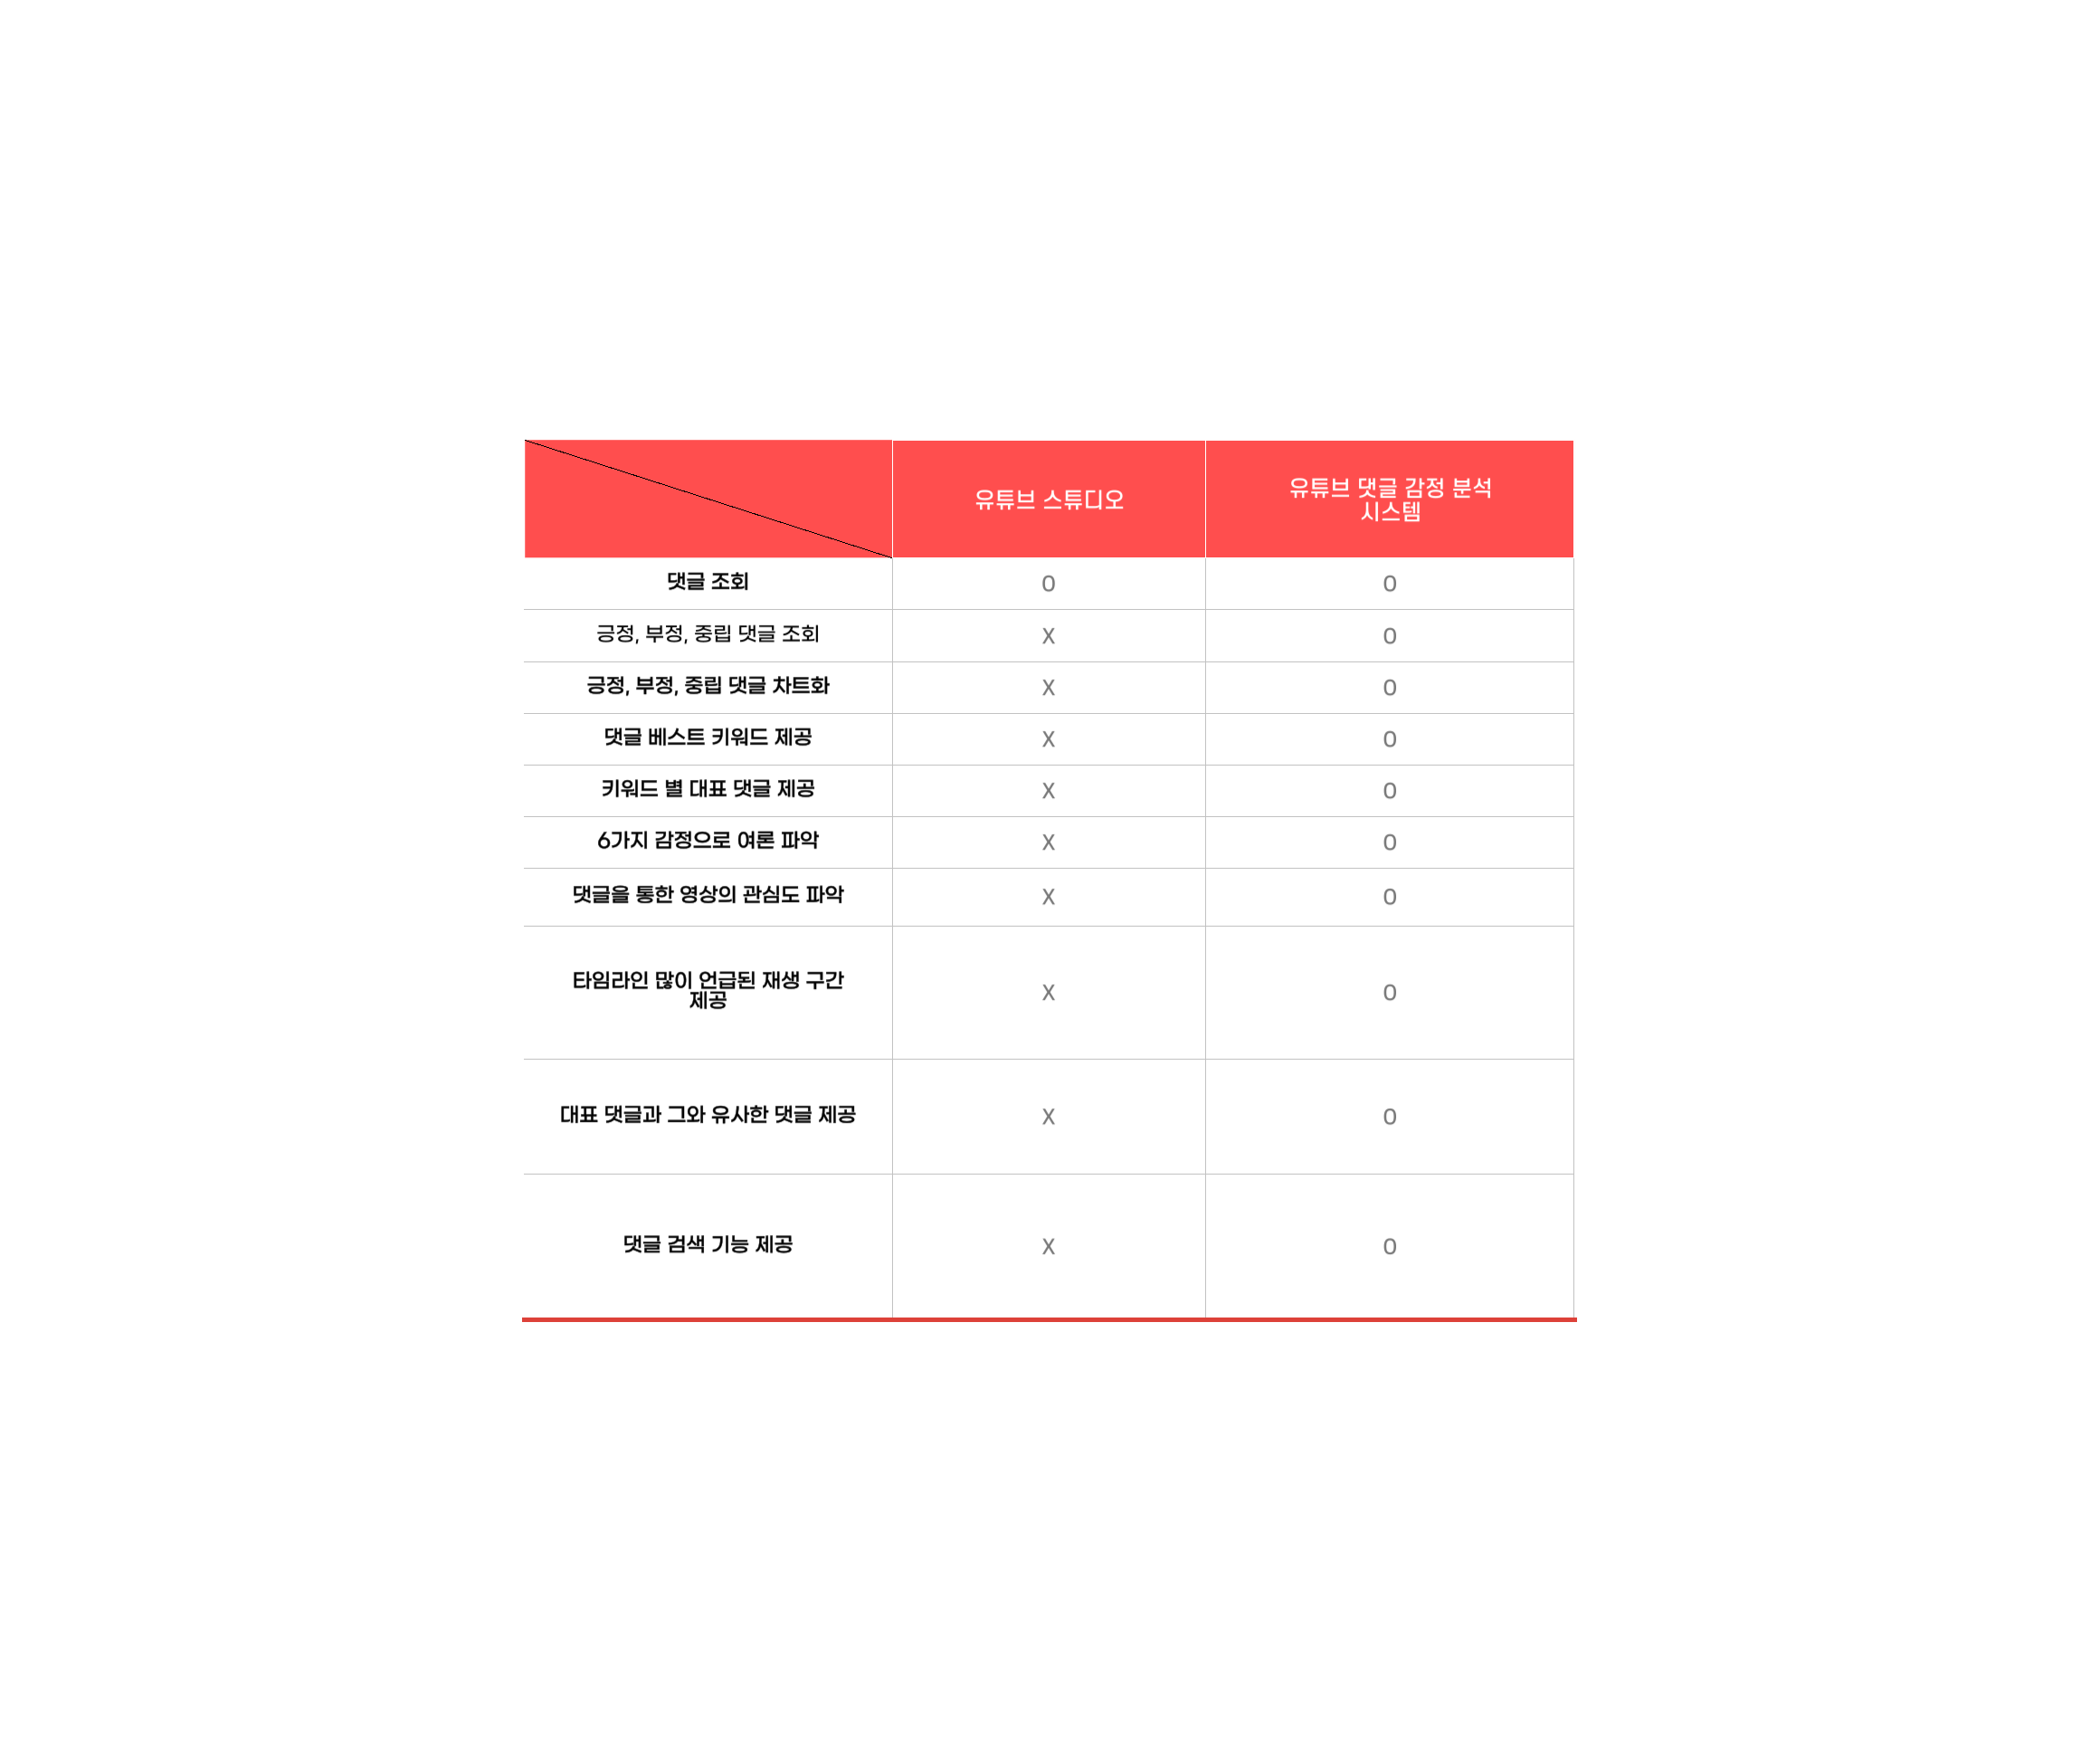 유튜브 스튜디오
유튜브 댓글 감정 분석
시스템
댓글 조회
O
O
긍정, 부정, 중립 댓글 조회
X
O
긍정, 부정, 중립 댓글 차트화
X
O
댓글 베스트 키워드 제공
X
O
키워드 별 대표 댓글 제공
X
O
6가지 감정으로 여론 파악
X
O
댓글을 통한 영상의 관심도 파악
X
O
타임라인 많이 언급된 재생 구간
제공
X
O
대표 댓글과 그와 유사한 댓글 제공
X
O
댓글 검색 기능 제공
X
O